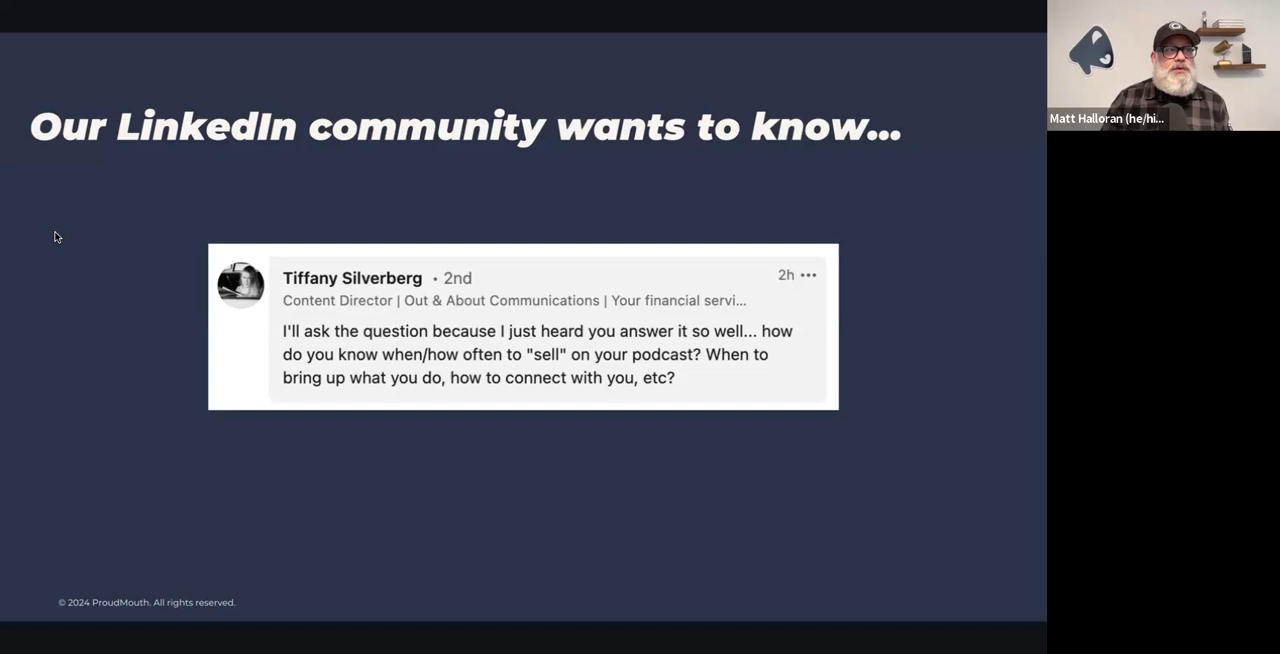 Our LinkedIn community wants to know...
Tiffany Silverberg • 2nd
2h •••
Content Director | Out & About Communications | Your financial servi...
I'll ask the question because I just heard you answer it so well... how
do you know when/how often to "sell" on your podcast? When to
bring up what you do, how to connect with you, etc?
© 2024 ProudMouth. All rights reserved.
Matt Halloran (he/hi...